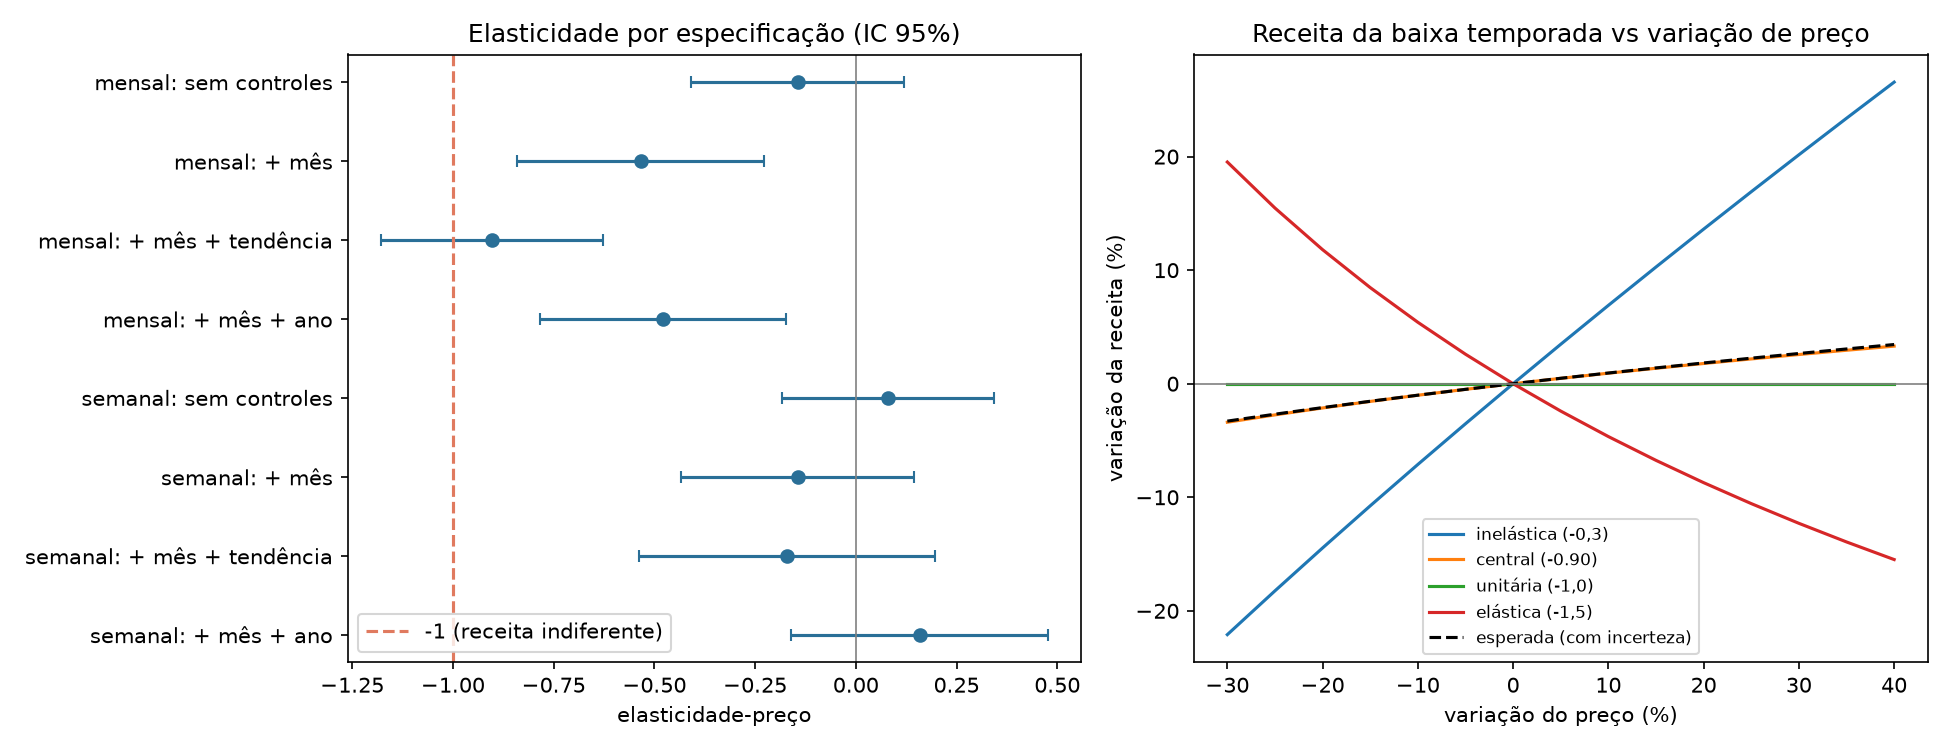 Elasticidade por especificação (IC 95%)
mensal: sem controles
mensal: + mês
mensal: + mês + tendência
mensal: + mês + ano
semanal: sem controles
semanal: + mês
semanal: + mês + tendência
semanal: + mês + ano
-1 (receita indiferente)
−1.25 −1.00 −0.75 −0.50 −0.25 0.00 0.25 0.50
elasticidade-preço
Receita da baixa temporada vs variação de preço
variação da receita (%)
20
10
0
−10
−20
inelástica (-0,3)
central (-0.90)
unitária (-1,0)
elástica (-1,5)
esperada (com incerteza)
−30 −20 −10 0 10 20 30 40
variação do preço (%)